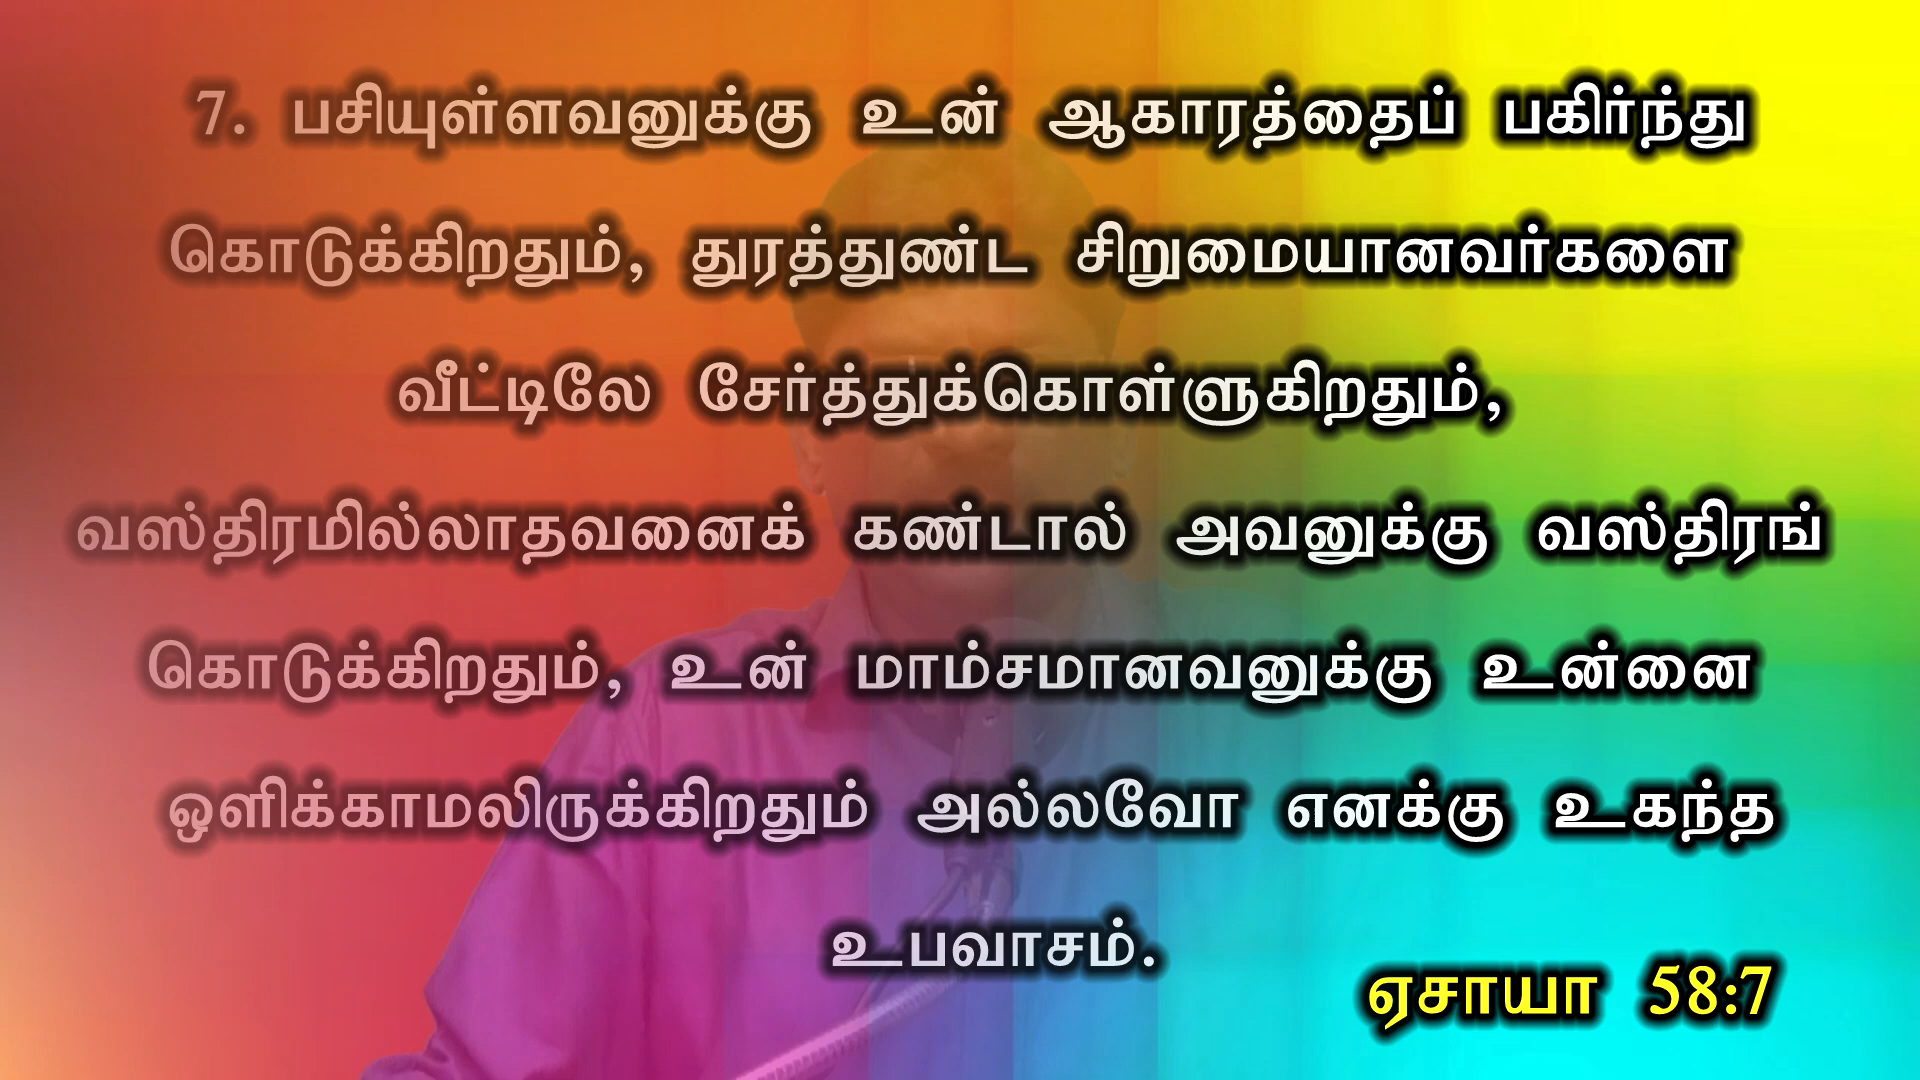 7. பசியுள்ளவனுக்கு உன் ஆகாரத்தைப் பகிர்ந்து
கொடுக்கிறதும், துரத்துண்ட சிறுமையானவர்களை
வீட்டிலே சேர்த்துக்கொள்ளுகிறதும்,
வஸ்திரமில்லாதவனைக் கண்டால் அவனுக்கு வஸ்திரங்
கொடுக்கிறதும், உன் மாம்சமானவனுக்கு உன்னை
ஒளிக்காமலிருக்கிறதும் அல்லவோ எனக்கு உகந்த
உபவாசம்.
ஏசாயா 58:7